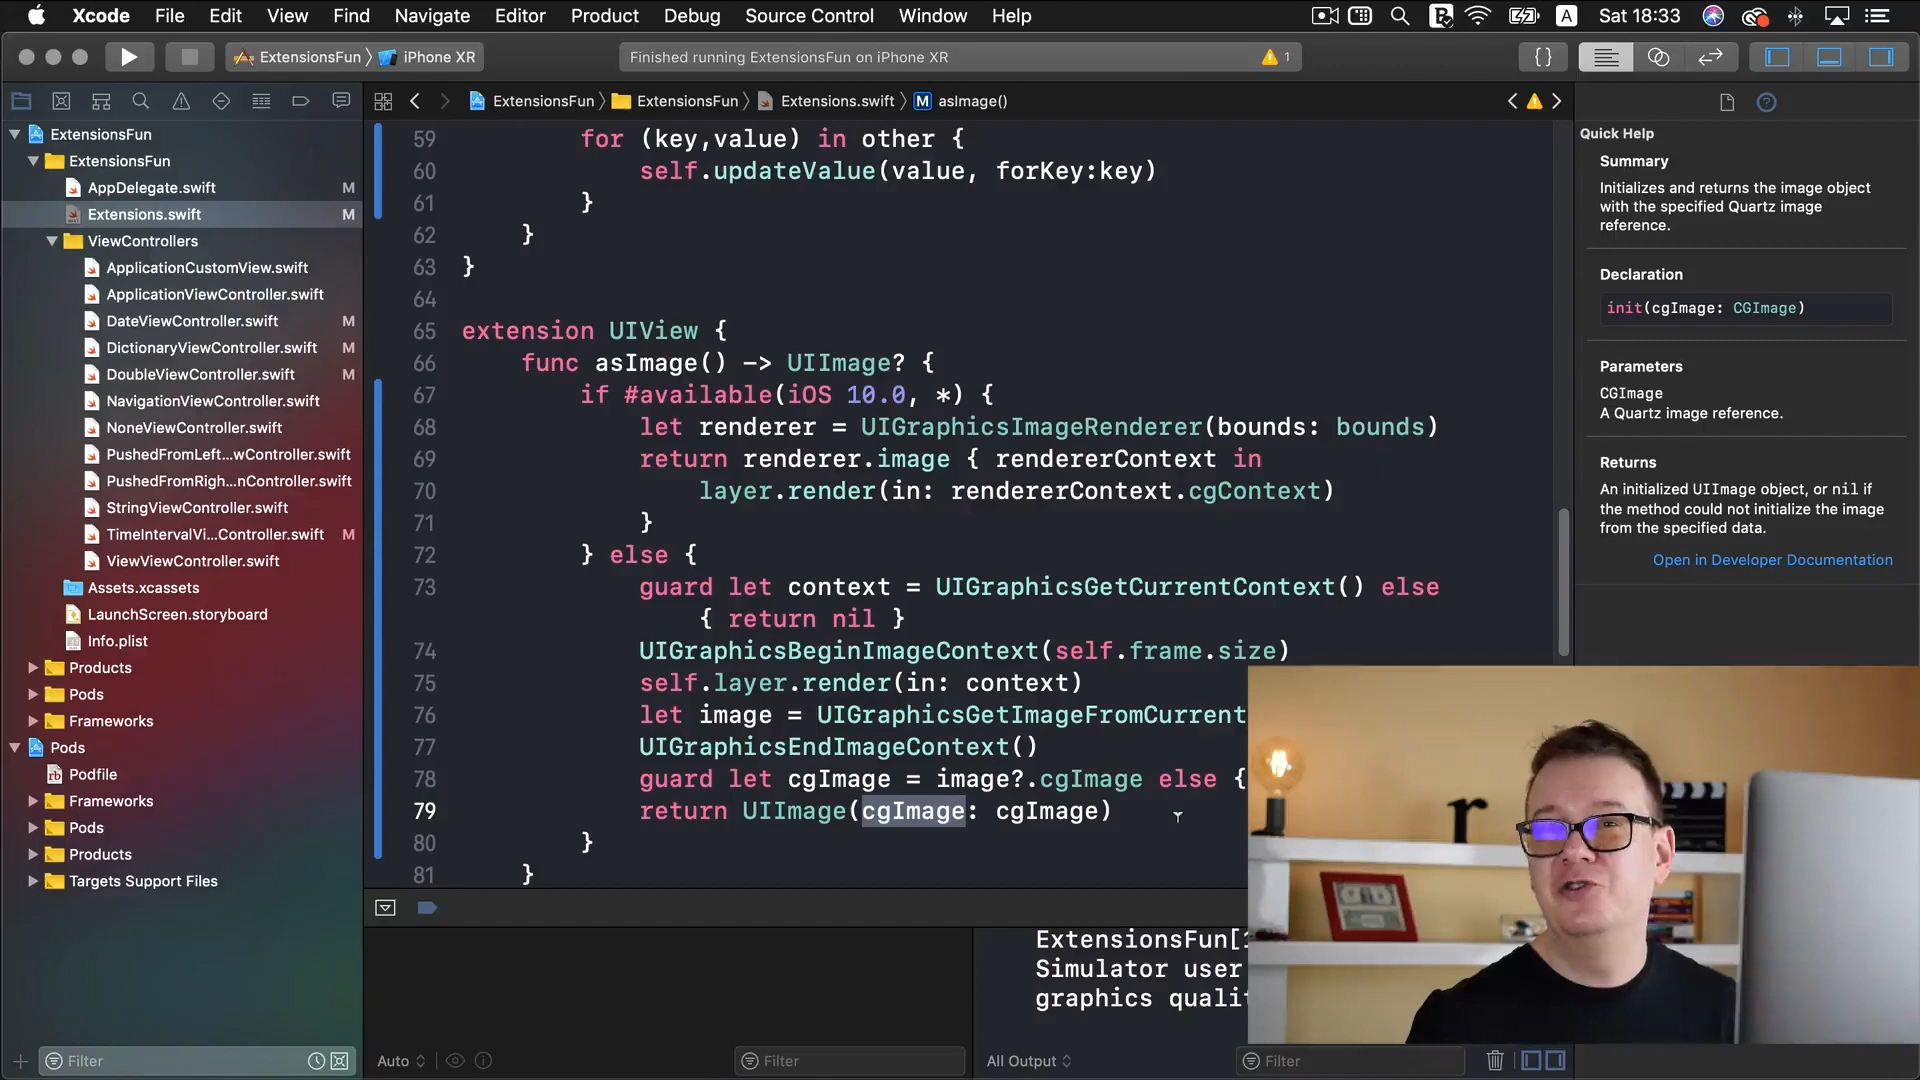 Xcode File Edit View Find Navigate Editor Product Debug Source Control Window Help
A Sat 18:33
ExtensionsFun iPhone XR
Finished running ExtensionsFun on iPhone XR
1
{}
ExtensionsFun ExtensionsFun Extensions.swift M asImage()
ExtensionsFun
ExtensionsFun
AppDelegate.swift M
Extensions.swift M
ViewControllers
ApplicationCustomView.swift
ApplicationViewController.swift
DateViewController.swift M
DictionaryViewController.swift M
DoubleViewController.swift M
NavigationViewController.swift
NoneViewController.swift
PushedFromLeft...wController.swift
PushedFromRigh...nController.swift
StringViewController.swift
TimeIntervalVi...Controller.swift M
ViewViewController.swift
Assets.xcassets
LaunchScreen.storyboard
Info.plist
Products
Pods
Frameworks
Pods
rb Podfile
Frameworks
Pods
Products
Targets Support Files
Filter
59 for (key,value) in other {
60 self.updateValue(value, forKey:key)
61 }
62 }
63 }
64
65 extension UIView {
66 func asImage() -> UIImage? {
67 if #available(iOS 10.0, *) {
68 let renderer = UIGraphicsImageRenderer(bounds: bounds)
69 return renderer.image { rendererContext in
70 layer.render(in: rendererContext.cgContext)
71 }
72 } else {
73 guard let context = UIGraphicsGetCurrentContext() else
{ return nil }
74 UIGraphicsBeginImageContext(self.frame.size)
75 self.layer.render(in: context)
76 let image = UIGraphicsGetImageFromCurrent
77 UIGraphicsEndImageContext()
78 guard let cgImage = image?.cgImage else {
79 return UIImage(cgImage: cgImage)
80 }
81 }
Auto
Filter
ExtensionsFun[
Simulator user
graphics quali
All Output
Filter
Quick Help
Summary
Initializes and returns the image object
with the specified Quartz image
reference.
Declaration
init(cgImage: CGImage)
Parameters
CGImage
A Quartz image reference.
Returns
An initialized UIImage object, or nil if
the method could not initialize the image
from the specified data.
Open in Developer Documentation